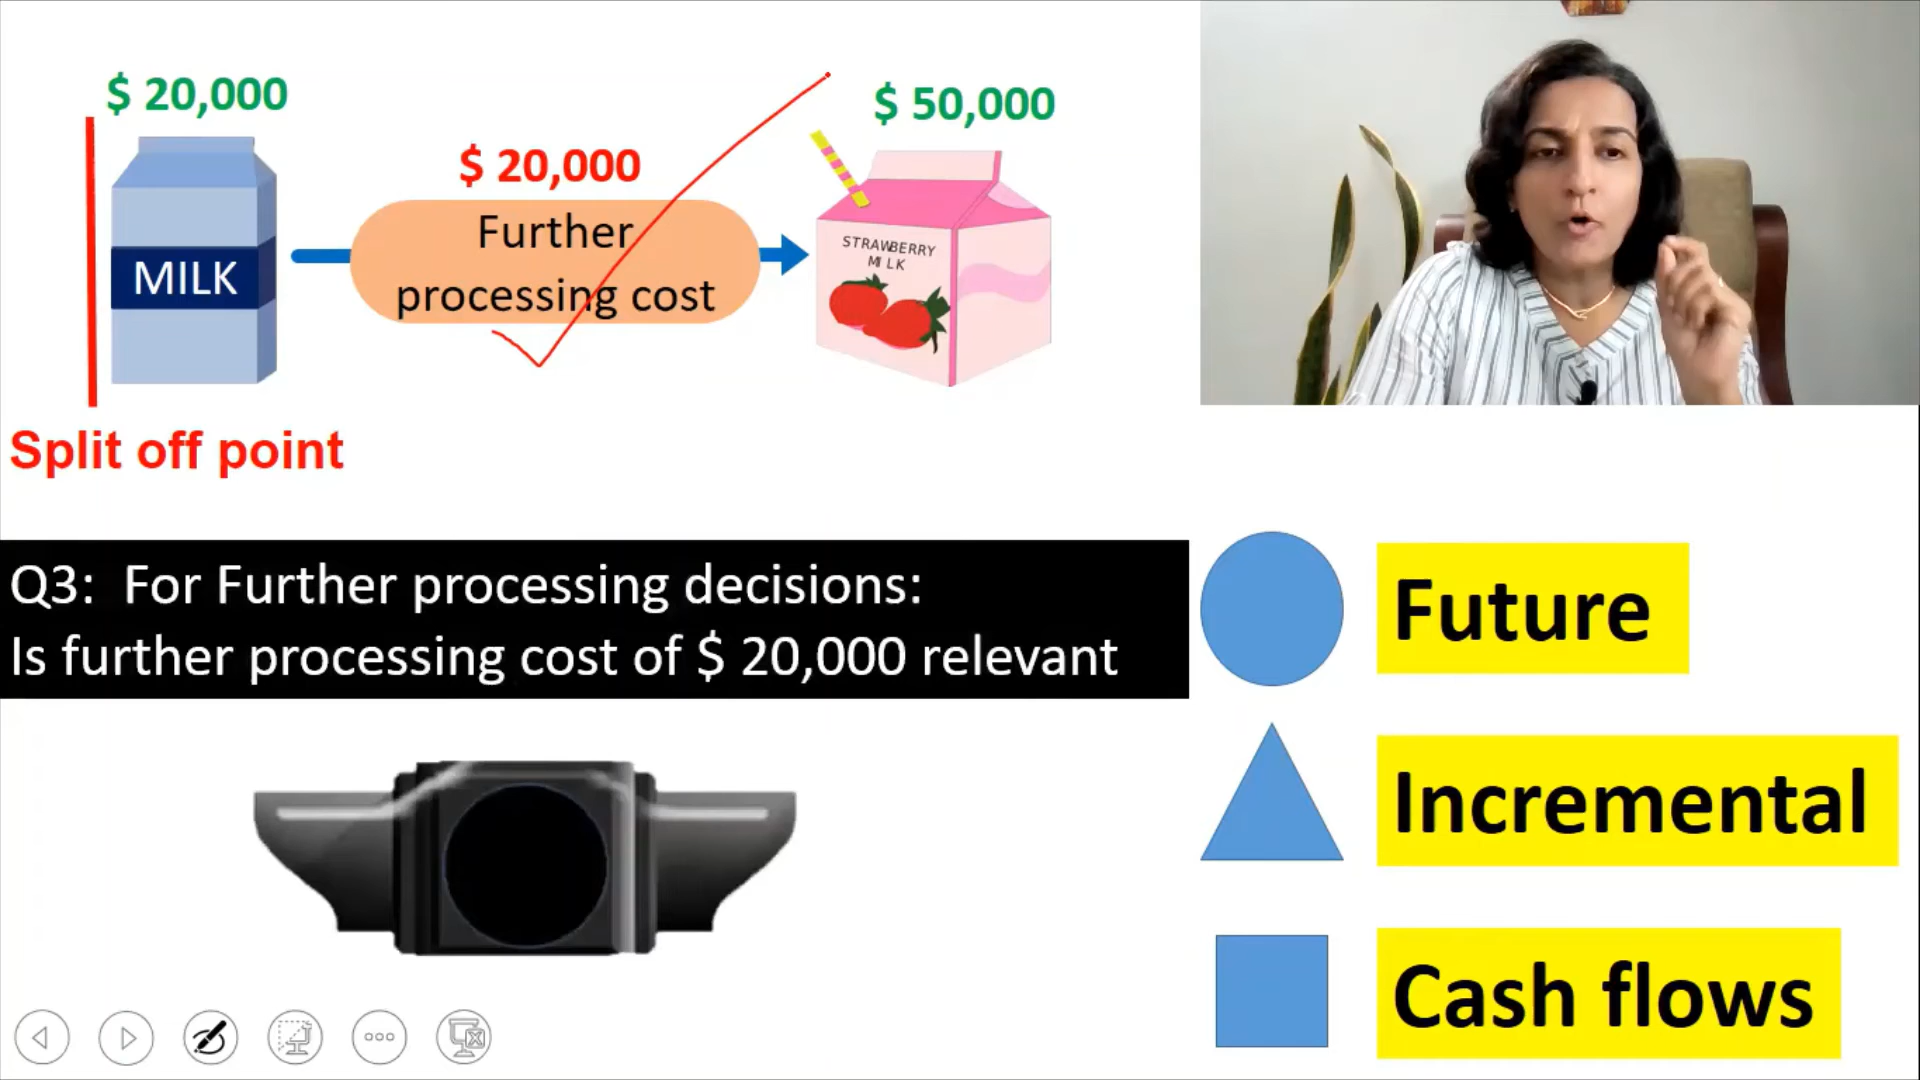 $ 20,000
$ 20,000
$ 50,000
MILK
Further
processing cost
STRAWBERRY
MILK
Split off point
Q3: For Further processing decisions:
Is further processing cost of $ 20,000 relevant
Future
Incremental
Cash flows